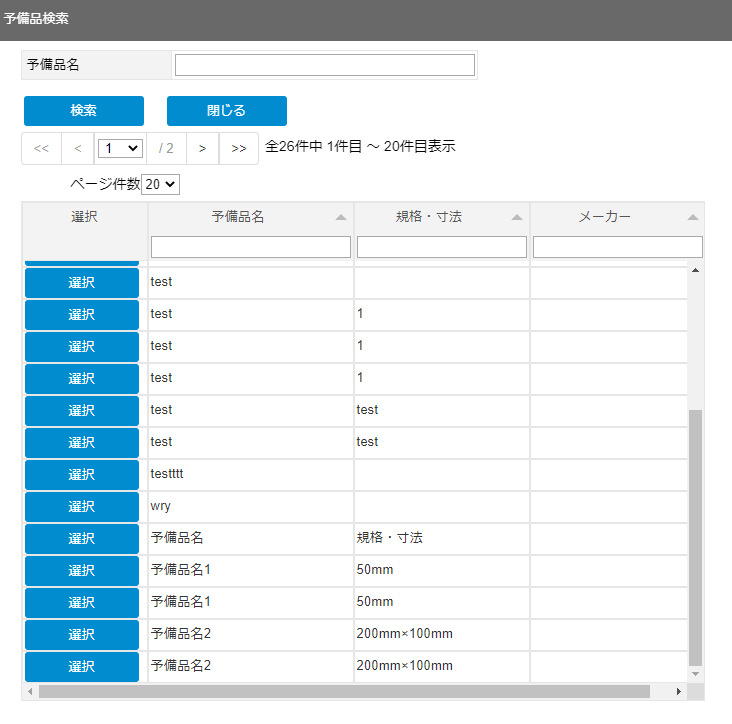 予備品検索
予備品名
検索 閉じる
<< < 1 / 2 > >> 全26件中 1件目 ～ 20件目表示
ページ件数 20
選択 予備品名 規格・寸法 メーカー
選択 test
選択 test 1
選択 test 1
選択 test 1
選択 test test
選択 test test
選択 testttt
選択 wry
選択 予備品名 規格・寸法
選択 予備品名1 50mm
選択 予備品名1 50mm
選択 予備品名2 200mm×100mm
選択 予備品名2 200mm×100mm